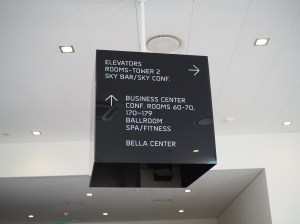 ELEVATORS
ROOMS-TOWER 2
SKY BAR/SKY CONF.
BUSINESS CENTER
CONF. ROOMS 60-70,
170-179
BALLROOM
SPA/FITNESS
BELLA CENTER